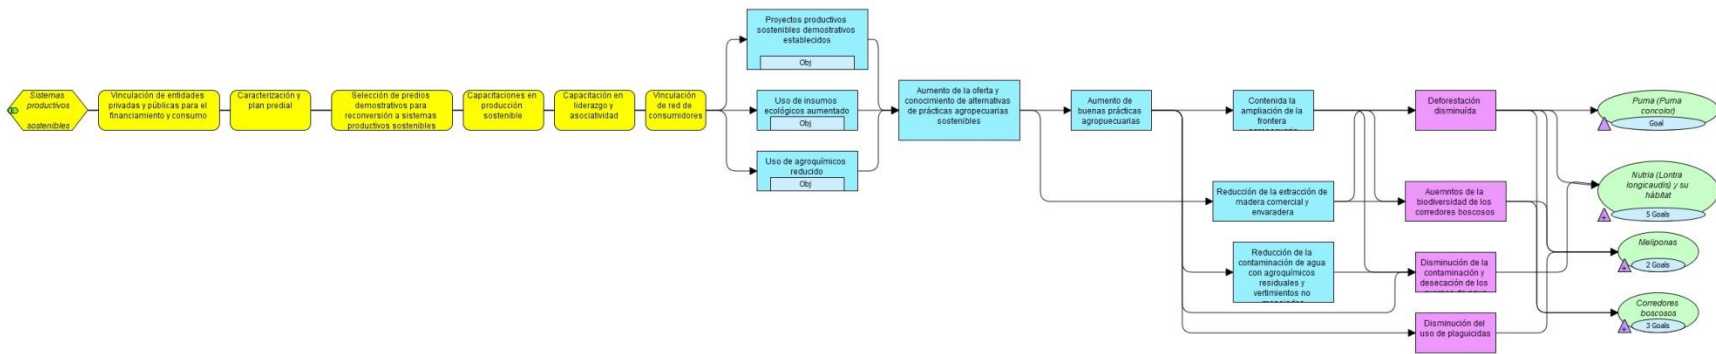 Sistemas
productivos
sostenibles
Vinculación de entidades
privadas y públicas para el
financiamiento y consumo
Caracterización y
plan predial
Selección de predios
demostrativos para
reconversión a sistemas
productivos sostenibles
Capacitaciones en
producción
sostenible
Capacitación en
liderazgo y
asociatividad
Vinculación
de red de
consumidores
Proyectos productivos
sostenibles demostrativos
establecidos
Obj
Uso de insumos
ecológicos aumentado
Obj
Uso de agroquímicos
reducido
Obj
Aumento de la oferta y
conocimiento de alternativas
de prácticas agropecuarias
sostenibles
Aumento de
buenas prácticas
agropuecuarias
Contenida la
ampliación de la
frontera
Reducción de la extracción de
madera comercial y
envaradera
Reducción de la
contaminación de agua
con agroquímicos
residuales y
vertimientos no
Deforestación
disminuída
Auemntos de la
biodiversidad de los
corredores boscosos
Disminución de la
contaminación y
desecación de los
Disminución del
uso de plaguicidas
Puma (Puma
concolor)
Goal
Nutria (Lontra
longicaudis) y su
hábitat
5 Goals
Meliponas
2 Goals
Corredores
boscosos
3 Goals